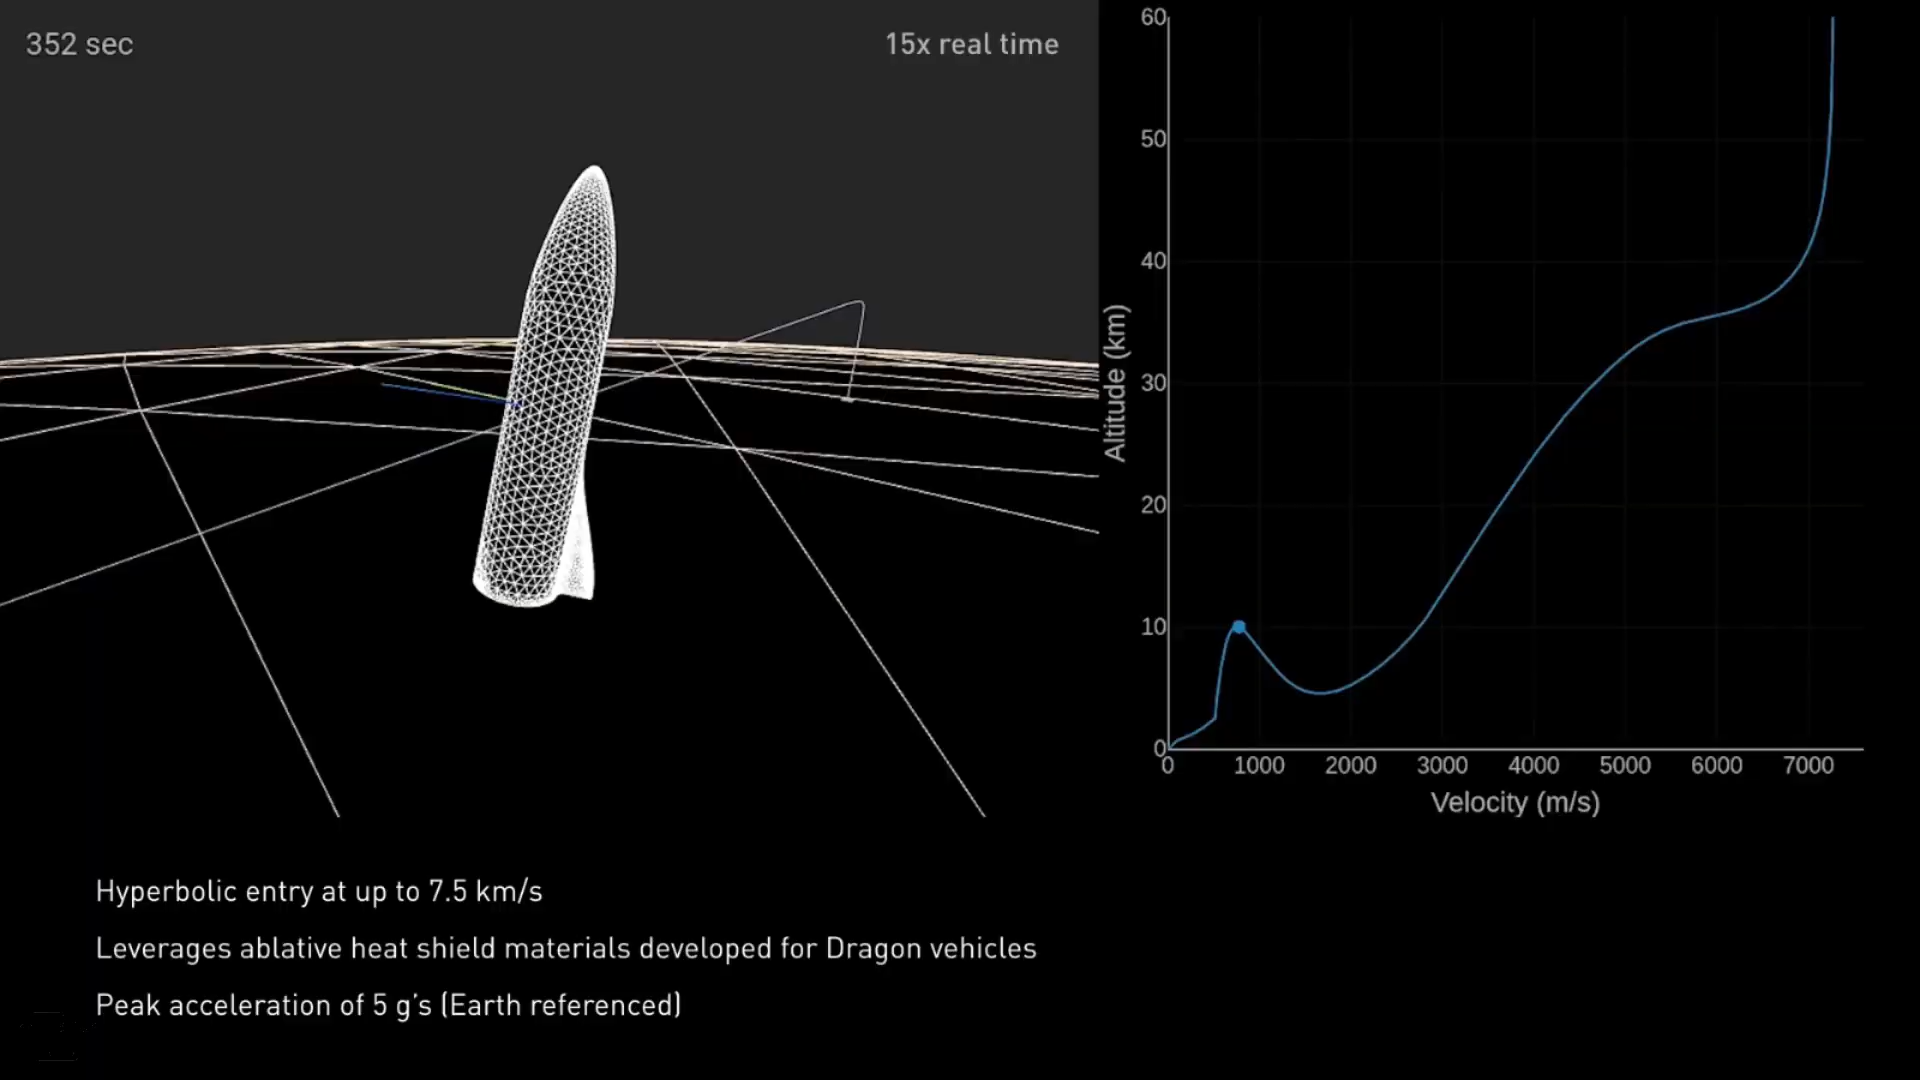 352 sec
15x real time
60
50
40
30
20
10
0
Altitude (km)
0 1000 2000 3000 4000 5000 6000 7000
Velocity (m/s)
Hyperbolic entry at up to 7.5 km/s
Leverages ablative heat shield materials developed for Dragon vehicles
Peak acceleration of 5 g's (Earth referenced)